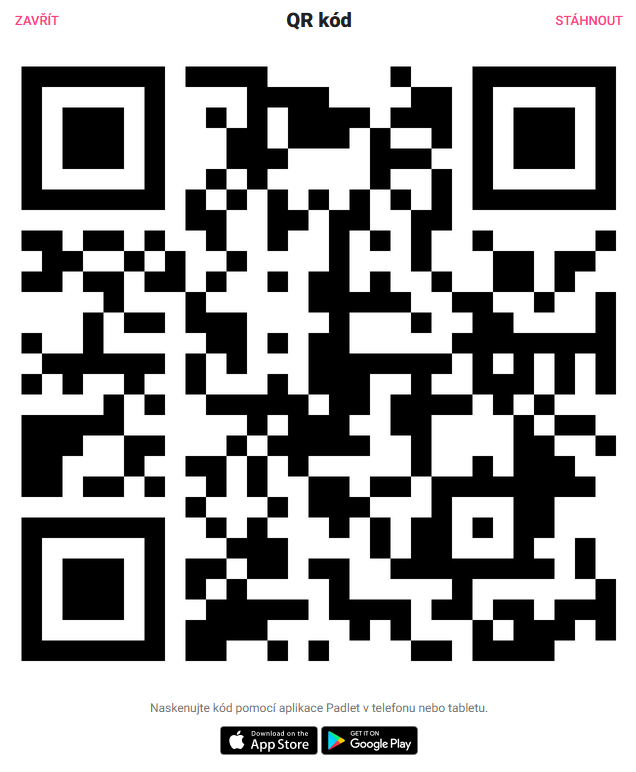 ZAVŘÍT
QR kód
STÁHNOUT
Naskenujte kód pomocí aplikace Padlet v telefonu nebo tabletu.
Download on the
App Store
GET IT ON
Google Play